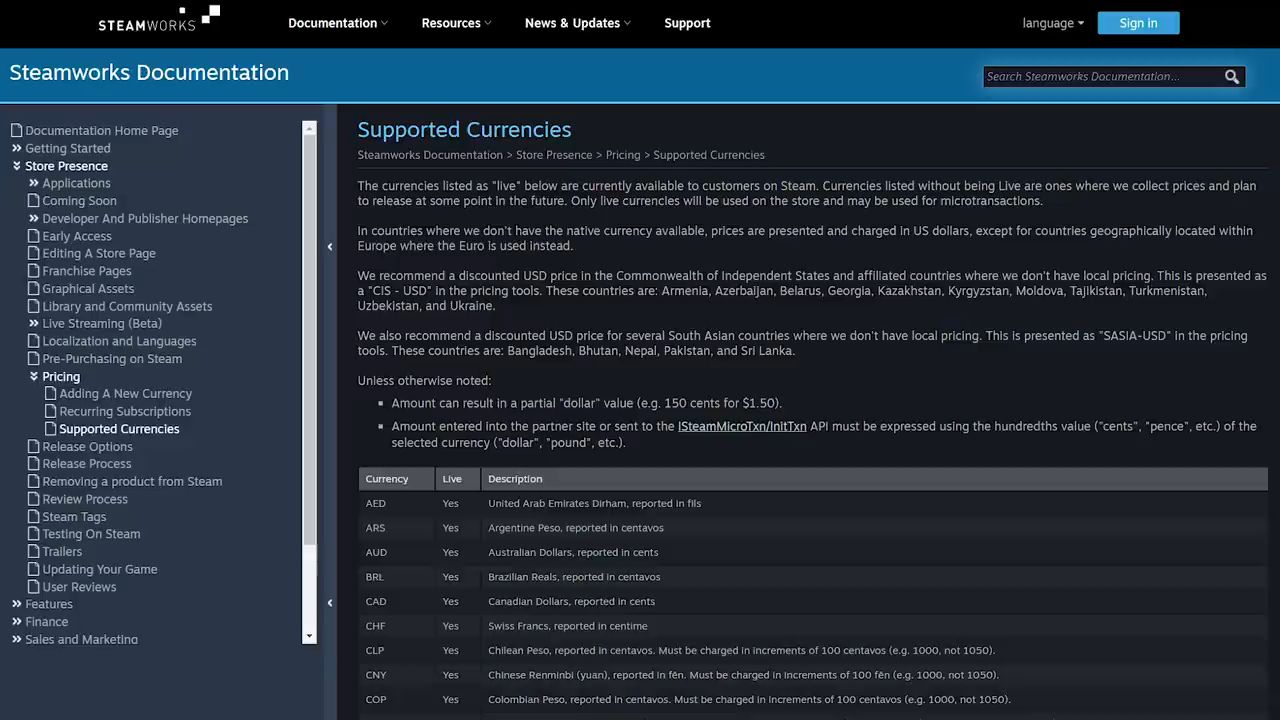 STEAMWORKS
Documentation
Resources
News & Updates
Support
language
Sign in
Steamworks Documentation
Search Steamworks Documentation...
Documentation Home Page
Getting Started
Store Presence
Applications
Coming Soon
Developer And Publisher Homepages
Early Access
Editing A Store Page
Franchise Pages
Graphical Assets
Library and Community Assets
Live Streaming (Beta)
Localization and Languages
Pre-Purchasing on Steam
Pricing
Adding A New Currency
Recurring Subscriptions
Supported Currencies
Release Options
Release Process
Removing a product from Steam
Review Process
Steam Tags
Testing On Steam
Trailers
Updating Your Game
User Reviews
Features
Finance
Sales and Marketing
Supported Currencies
Steamworks Documentation > Store Presence > Pricing > Supported Currencies
The currencies listed as "live" below are currently available to customers on Steam. Currencies listed without being Live are ones where we collect prices and plan
to release at some point in the future. Only live currencies will be used on the store and may be used for microtransactions.
In countries where we don't have the native currency available, prices are presented and charged in US dollars, except for countries geographically located within
Europe where the Euro is used instead.
We recommend a discounted USD price in the Commonwealth of Independent States and affiliated countries where we don't have local pricing. This is presented as
a "CIS - USD" in the pricing tools. These countries are: Armenia, Azerbaijan, Belarus, Georgia, Kazakhstan, Kyrgyzstan, Moldova, Tajikistan, Turkmenistan,
Uzbekistan, and Ukraine.
We also recommend a discounted USD price for several South Asian countries where we don't have local pricing. This is presented as "SASIA-USD" in the pricing
tools. These countries are: Bangladesh, Bhutan, Nepal, Pakistan, and Sri Lanka.
Unless otherwise noted:
Amount can result in a partial "dollar" value (e.g. 150 cents for $1.50).
Amount entered into the partner site or sent to the ISteamMicroTxn/InitTxn API must be expressed using the hundredths value ("cents", "pence", etc.) of the
selected currency ("dollar", "pound", etc.).
Currency Live Description
AED Yes United Arab Emirates Dirham, reported in fils
ARS Yes Argentine Peso, reported in centavos
AUD Yes Australian Dollars, reported in cents
BRL Yes Brazilian Reals, reported in centavos
CAD Yes Canadian Dollars, reported in cents
CHF Yes Swiss Francs, reported in centime
CLP Yes Chilean Peso, reported in centavos. Must be charged in increments of 100 centavos (e.g. 1000, not 1050).
CNY Yes Chinese Renminbi (yuan), reported in fēn. Must be charged in increments of 100 fēn (e.g. 1000, not 1050).
COP Yes Colombian Peso, reported in centavos. Must be charged in increments of 100 centavos (e.g. 1000, not 1050).